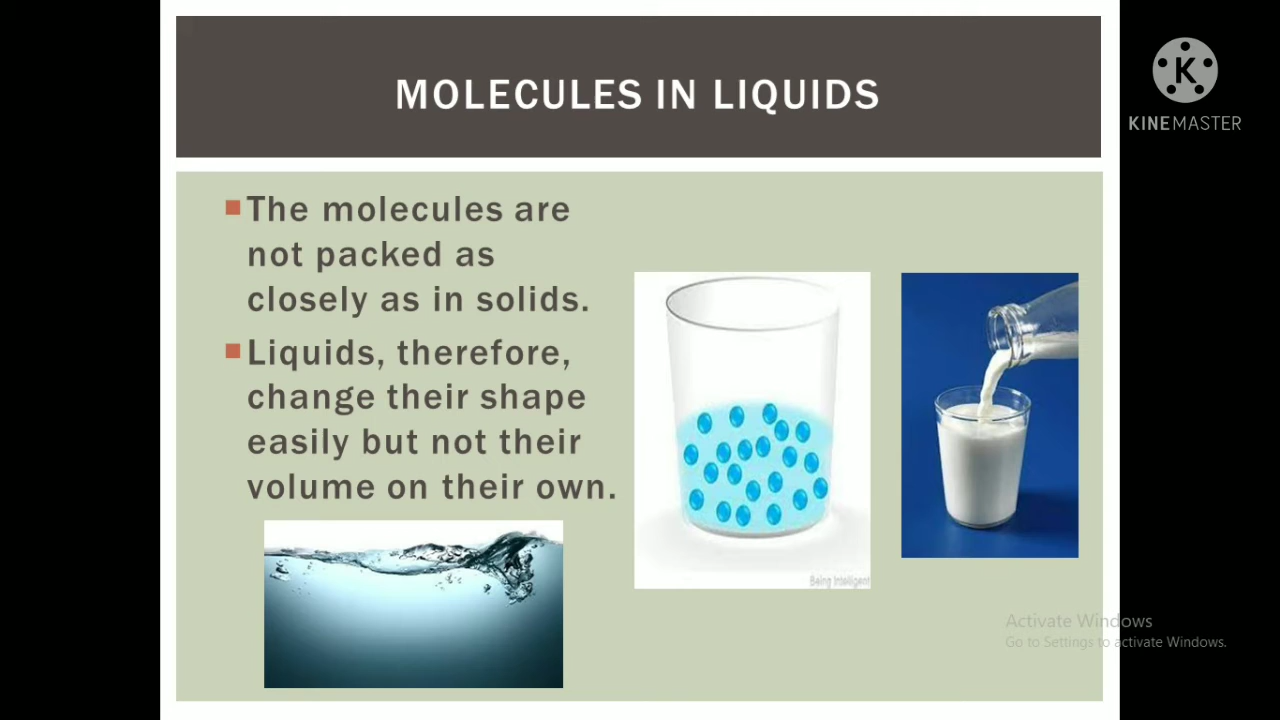 MOLECULES IN LIQUIDS
KINEMASTER
The molecules are
not packed as
closely as in solids.
Liquids, therefore,
change their shape
easily but not their
volume on their own.
Being Intelligent
Activate Windows
Go to Settings to activate Windows.